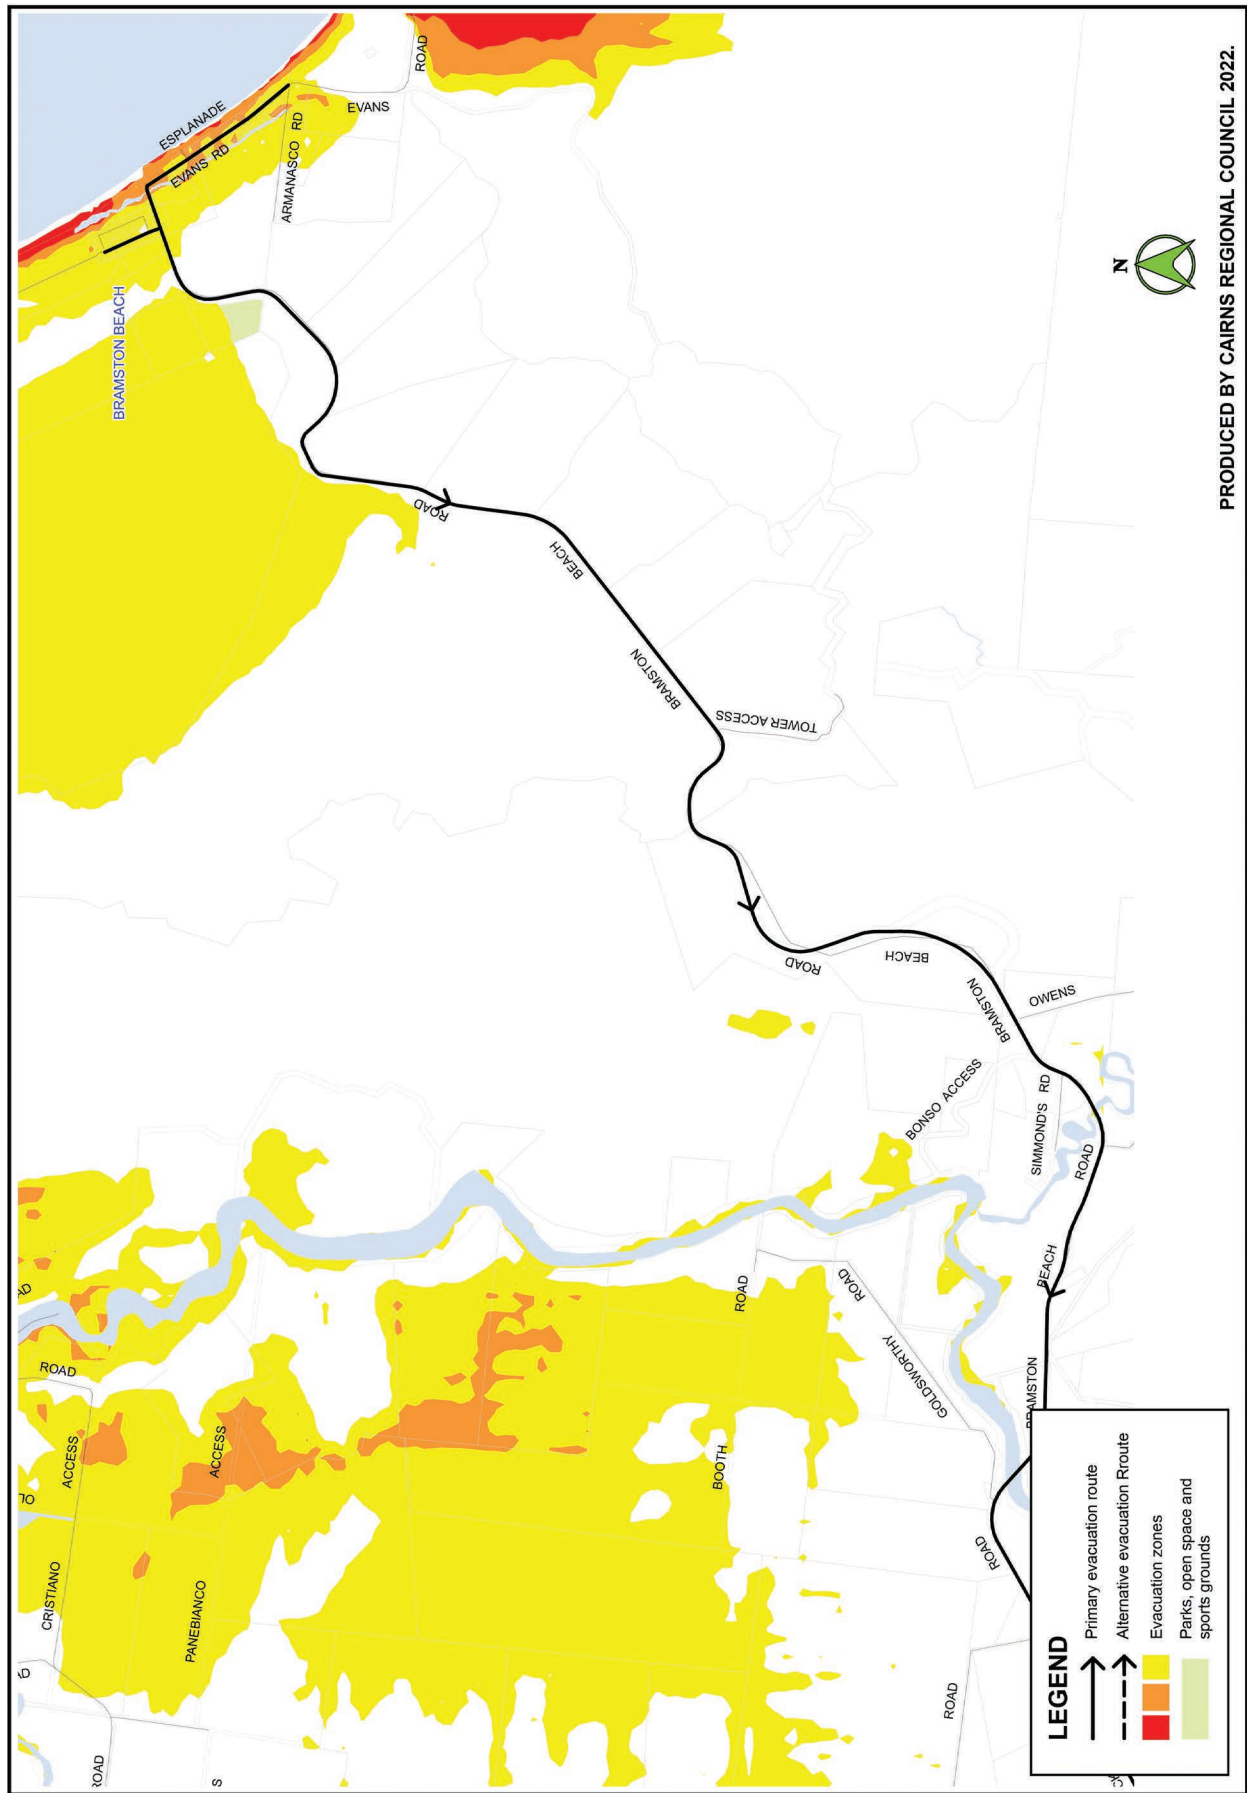 ESPLANADE
EVANS RD
ARMANASCO RD
EVANS
ROAD
BRAMSTON BEACH
ROAD
BEACH
BRAMSTON
TOWER ACCESS
ROAD
BEACH
BRAMSTON
OWENS
BONSO ACCESS
SIMMOND'S RD
ROAD
BEACH
BRAMSTON
ROAD
ROAD
GOLDSWORTHY
ROAD
BOOTH
ROAD
ACCESS
CRISTIANO
ACCESS
PANEBIANCO
ROAD
ROAD
N
LEGEND
Primary evacuation route
Alternative evacuation Rroute
Evacuation zones
Parks, open space and
sports grounds
PRODUCED BY CAIRNS REGIONAL COUNCIL 2022.